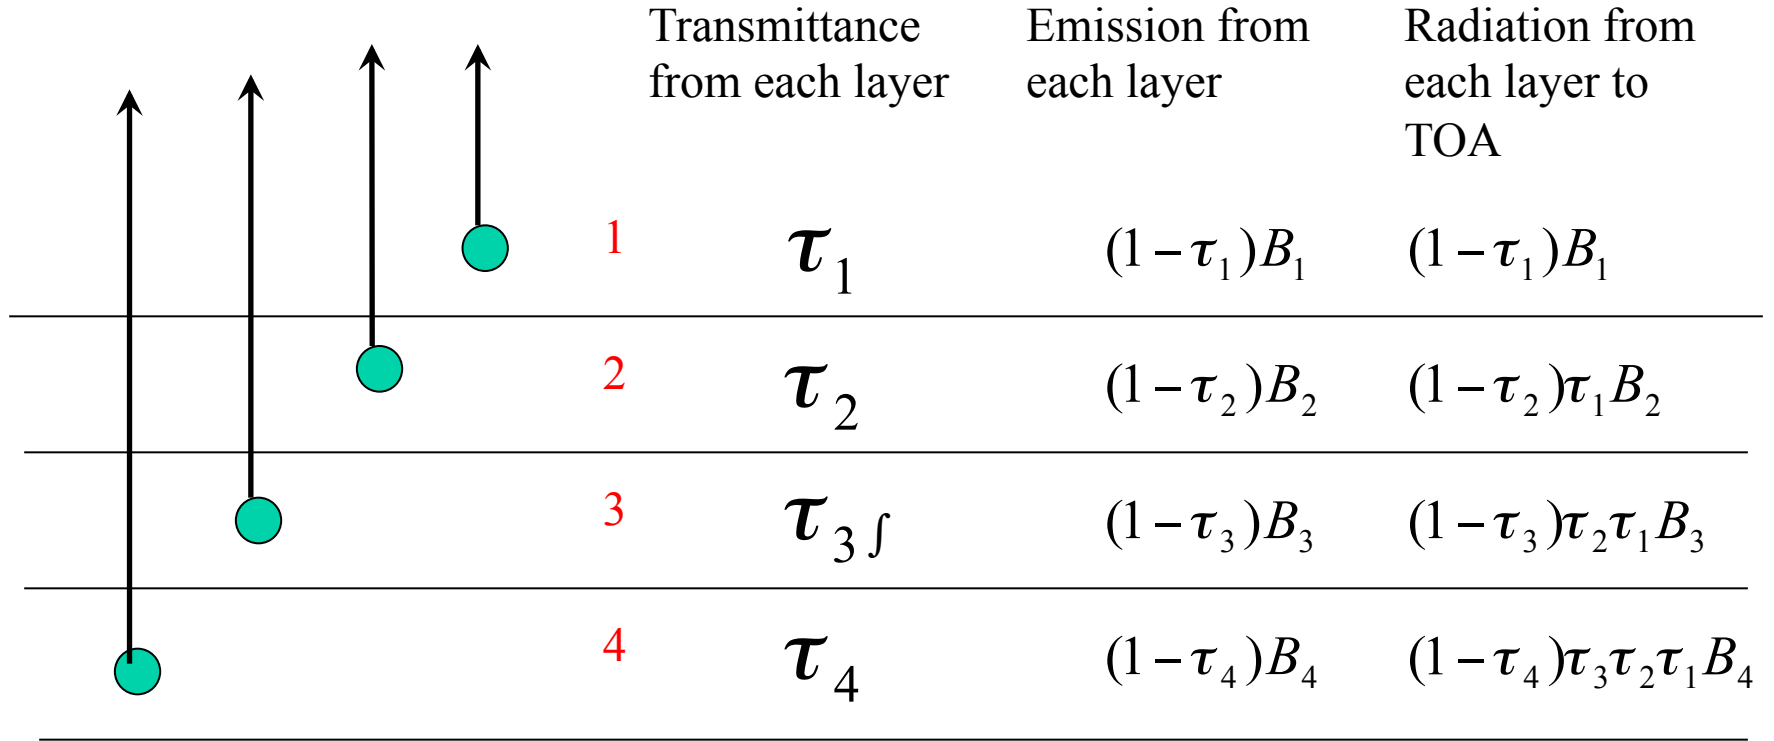 Transmittance from each layer Emission from each layer Radiation from each layer to TOA
1 τ₁ (1−τ₁)B₁ (1−τ₁)B₁
2 τ₂ (1−τ₂)B₂ (1−τ₂)τ₁B₂
3 τ₃∫ (1−τ₃)B₃ (1−τ₃)τ₂τ₁B₃
4 τ₄ (1−τ₄)B₄ (1−τ₄)τ₃τ₂τ₁B₄